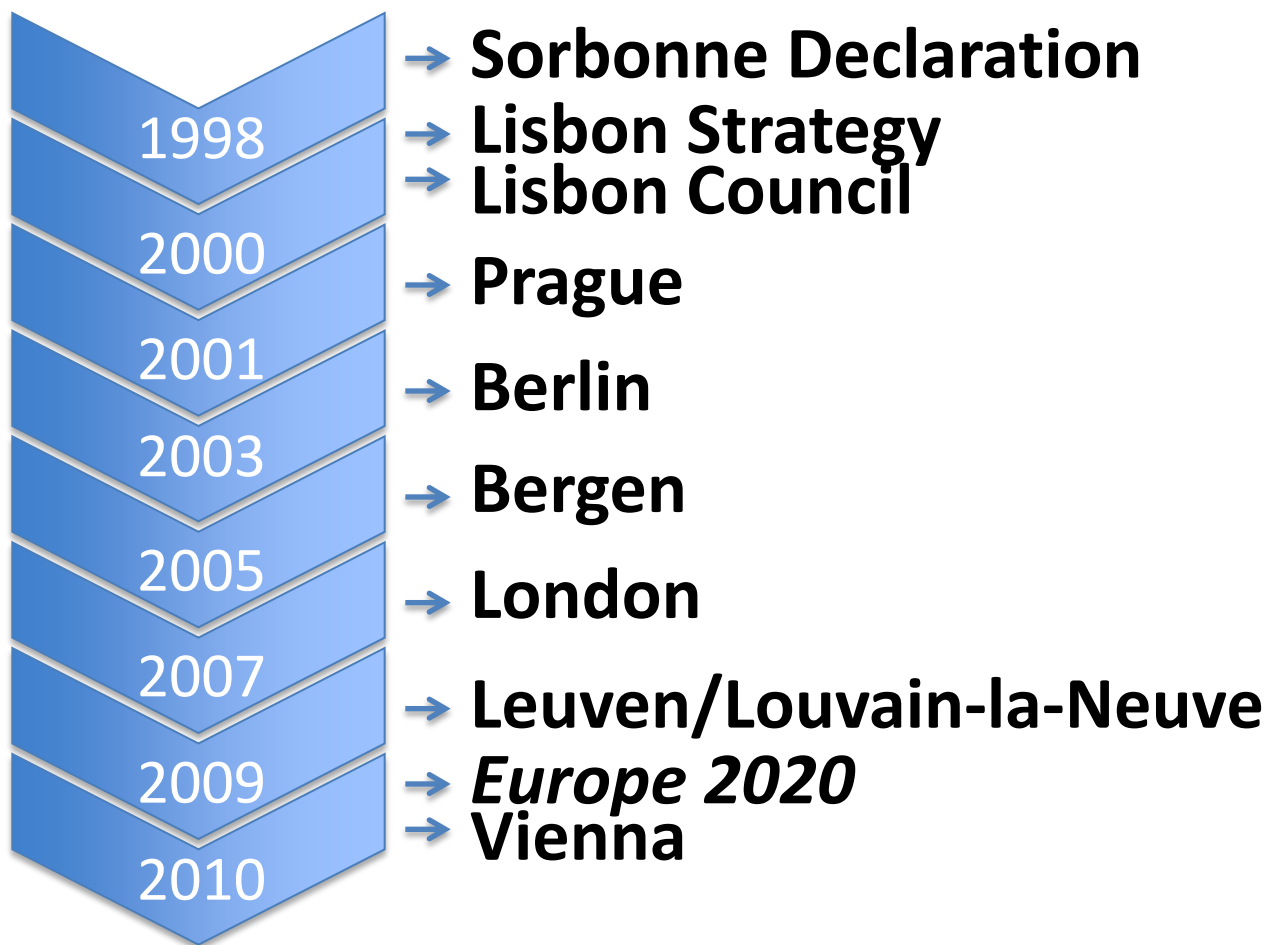 Sorbonne Declaration
1998
Lisbon Strategy
Lisbon Council
2000
Prague
2001
Berlin
2003
Bergen
2005
London
2007
Leuven/Louvain-la-Neuve
2009
Europe 2020
Vienna
2010